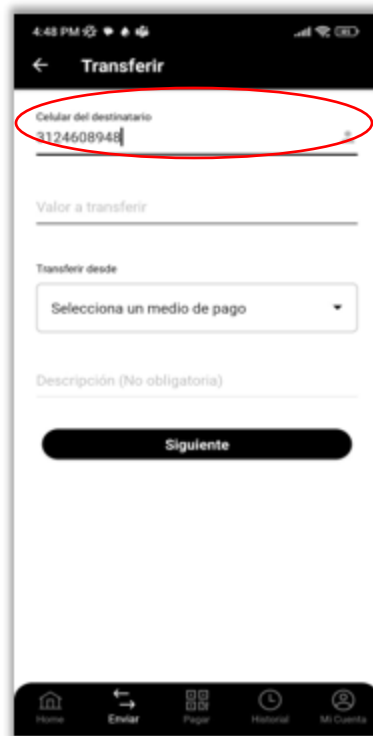 4:48 PM
Transferir
Celular del destinatario
3124608948
Valor a transferir
Transferir desde
Selecciona un medio de pago
Descripción (No obligatoria)
Siguiente
Home Enviar Pagar Historial Mi Cuenta